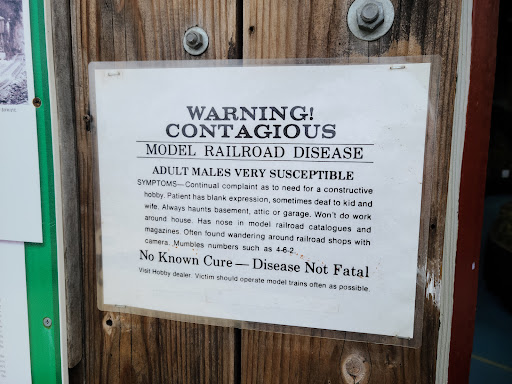 WARNING!
CONTAGIOUS
MODEL RAILROAD DISEASE
ADULT MALES VERY SUSCEPTIBLE
SYMPTOMS—Continual complaint as to need for a constructive
hobby. Patient has blank expression, sometimes deaf to kid and
wife. Always haunts basement, attic or garage. Won't do work
around house. Has nose in model railroad catalogues and
magazines. Often found wandering around railroad shops with
camera. Mumbles numbers such as 4-6-2.
No Known Cure — Disease Not Fatal
Visit Hobby dealer. Victim should operate model trains often as possible.